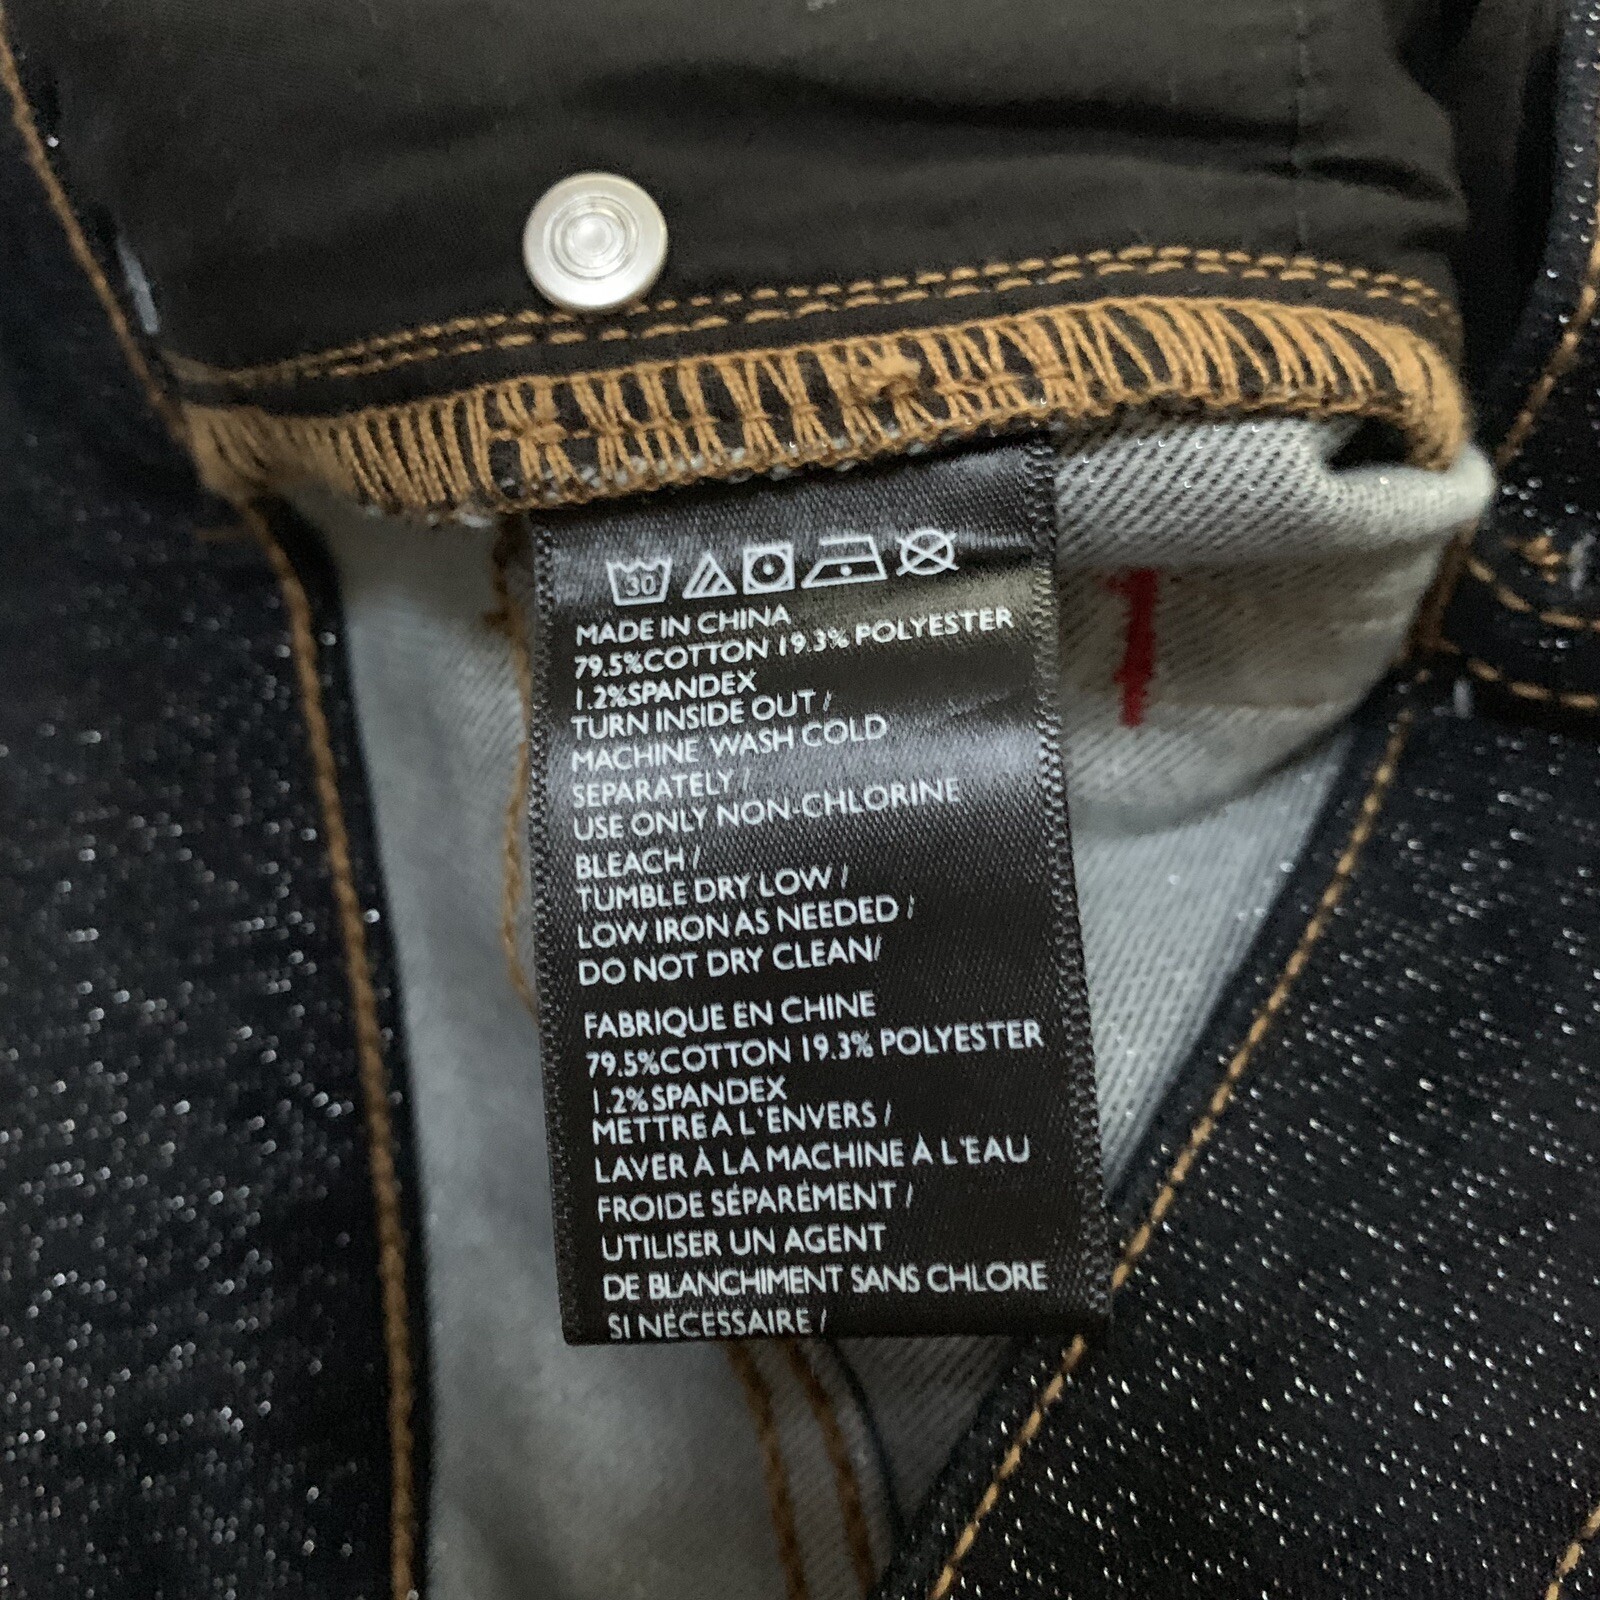 30
MADE IN CHINA
79.5%COTTON 19.3% POLYESTER
1.2%SPANDEX
TURN INSIDE OUT /
MACHINE WASH COLD
SEPARATELY /
USE ONLY NON-CHLORINE
BLEACH /
TUMBLE DRY LOW /
LOW IRON AS NEEDED /
DO NOT DRY CLEAN/
FABRIQUE EN CHINE
79.5%COTTON 19.3% POLYESTER
1.2%SPANDEX
METTRE A L'ENVERS /
LAVER À LA MACHINE À L'EAU
FROIDE SÉPARÉMENT /
UTILISER UN AGENT
DE BLANCHIMENT SANS CHLORE
SI NECESSAIRE /